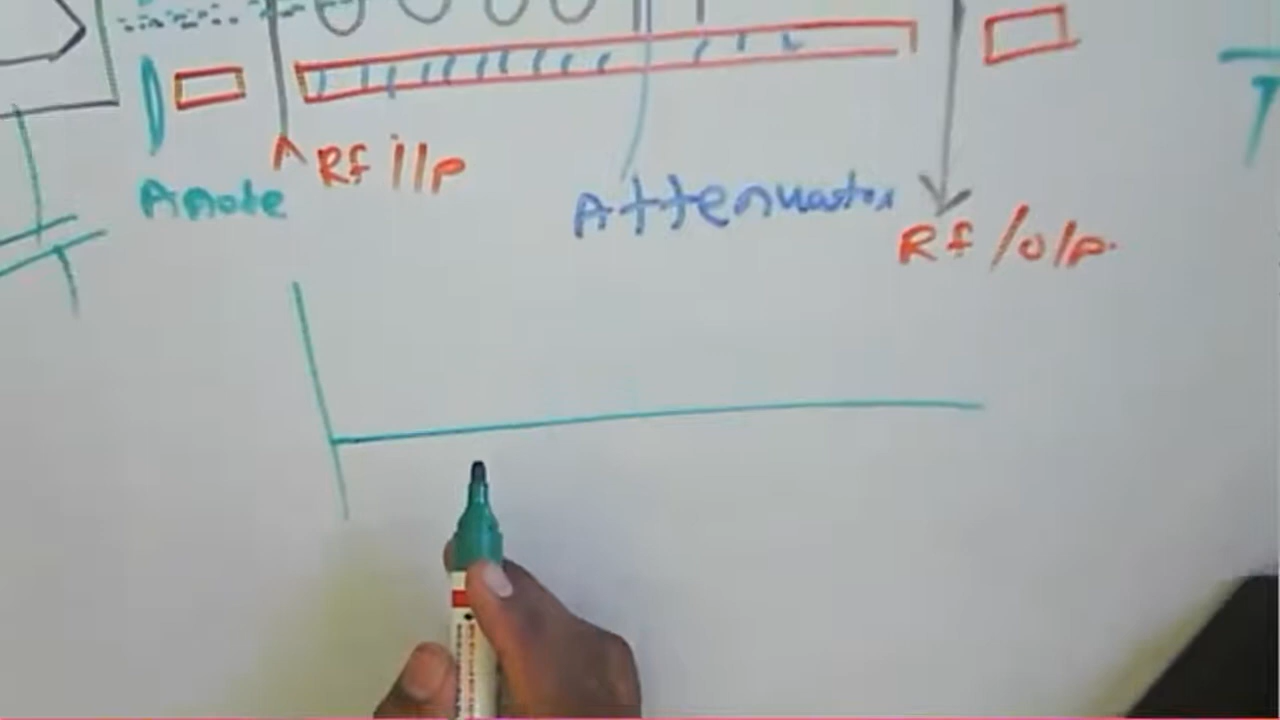 Rf i/p
Anode
Attenuator
Rf /o/p.
T